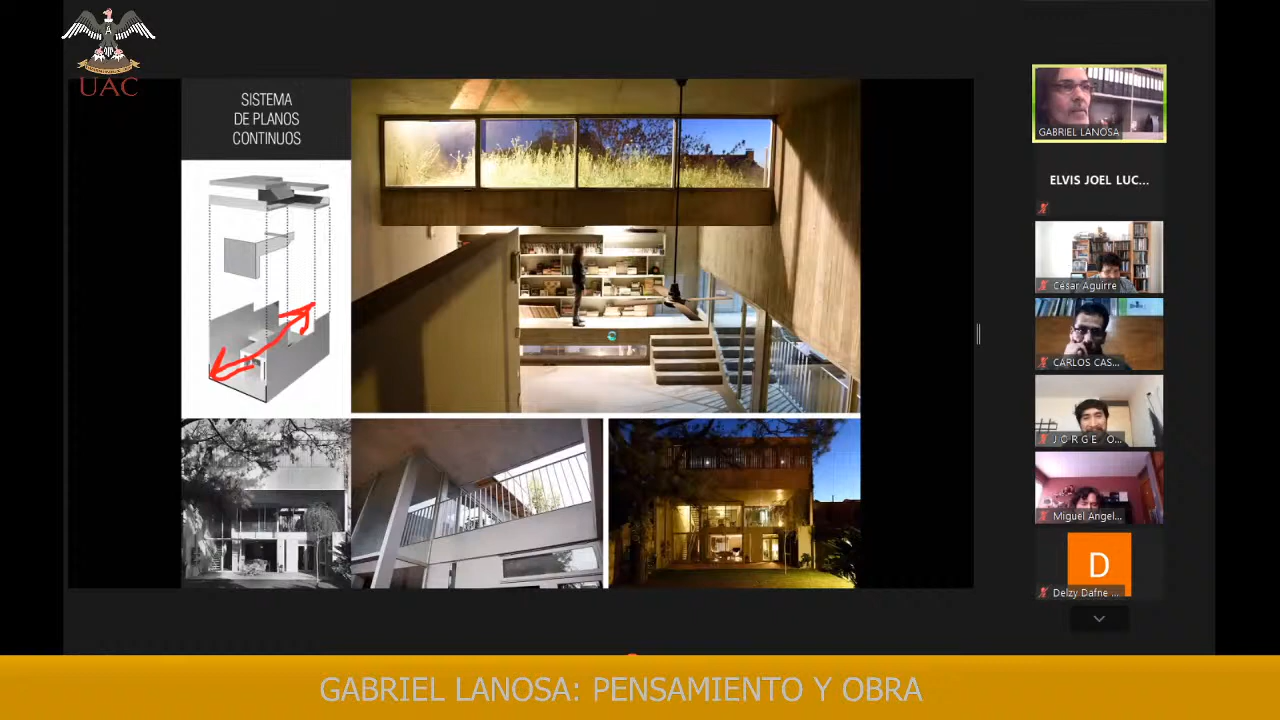 UAC
SISTEMA
DE PLANOS
CONTINUOS
GABRIEL LANOSA
ELVIS JOEL LUC...
César Aguirre
CARLOS CAS...
J O R G E O...
Miguel Angel...
D
Delzy Dafne ...
GABRIEL LANOSA: PENSAMIENTO Y OBRA